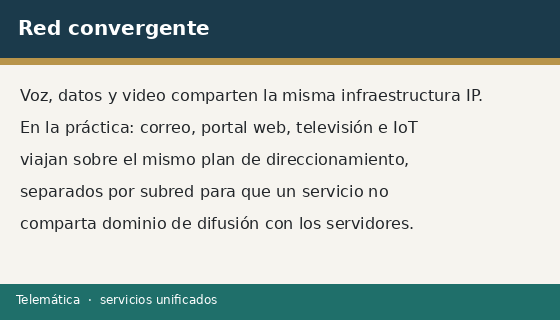 Red convergente
Voz, datos y video comparten la misma infraestructura IP.
En la práctica: correo, portal web, televisión e IoT
viajan sobre el mismo plan de direccionamiento,
separados por subred para que un servicio no
comparta dominio de difusión con los servidores.
Telemática · servicios unificados